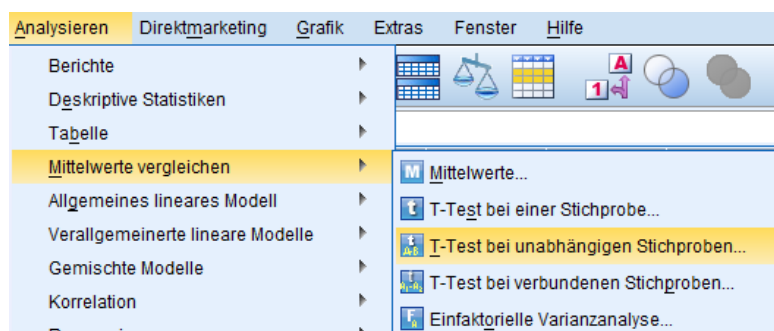 Analysieren Direktmarketing Grafik Extras Fenster Hilfe
Berichte
Deskriptive Statistiken
Tabelle
Mittelwerte vergleichen
Allgemeines lineares Modell
Verallgemeinerte lineare Modelle
Gemischte Modelle
Korrelation
A
1
M Mittelwerte...
t T-Test bei einer Stichprobe...
T-Test bei unabhängigen Stichproben...
T-Test bei verbundenen Stichproben...
Einfaktorielle Varianzanalyse...